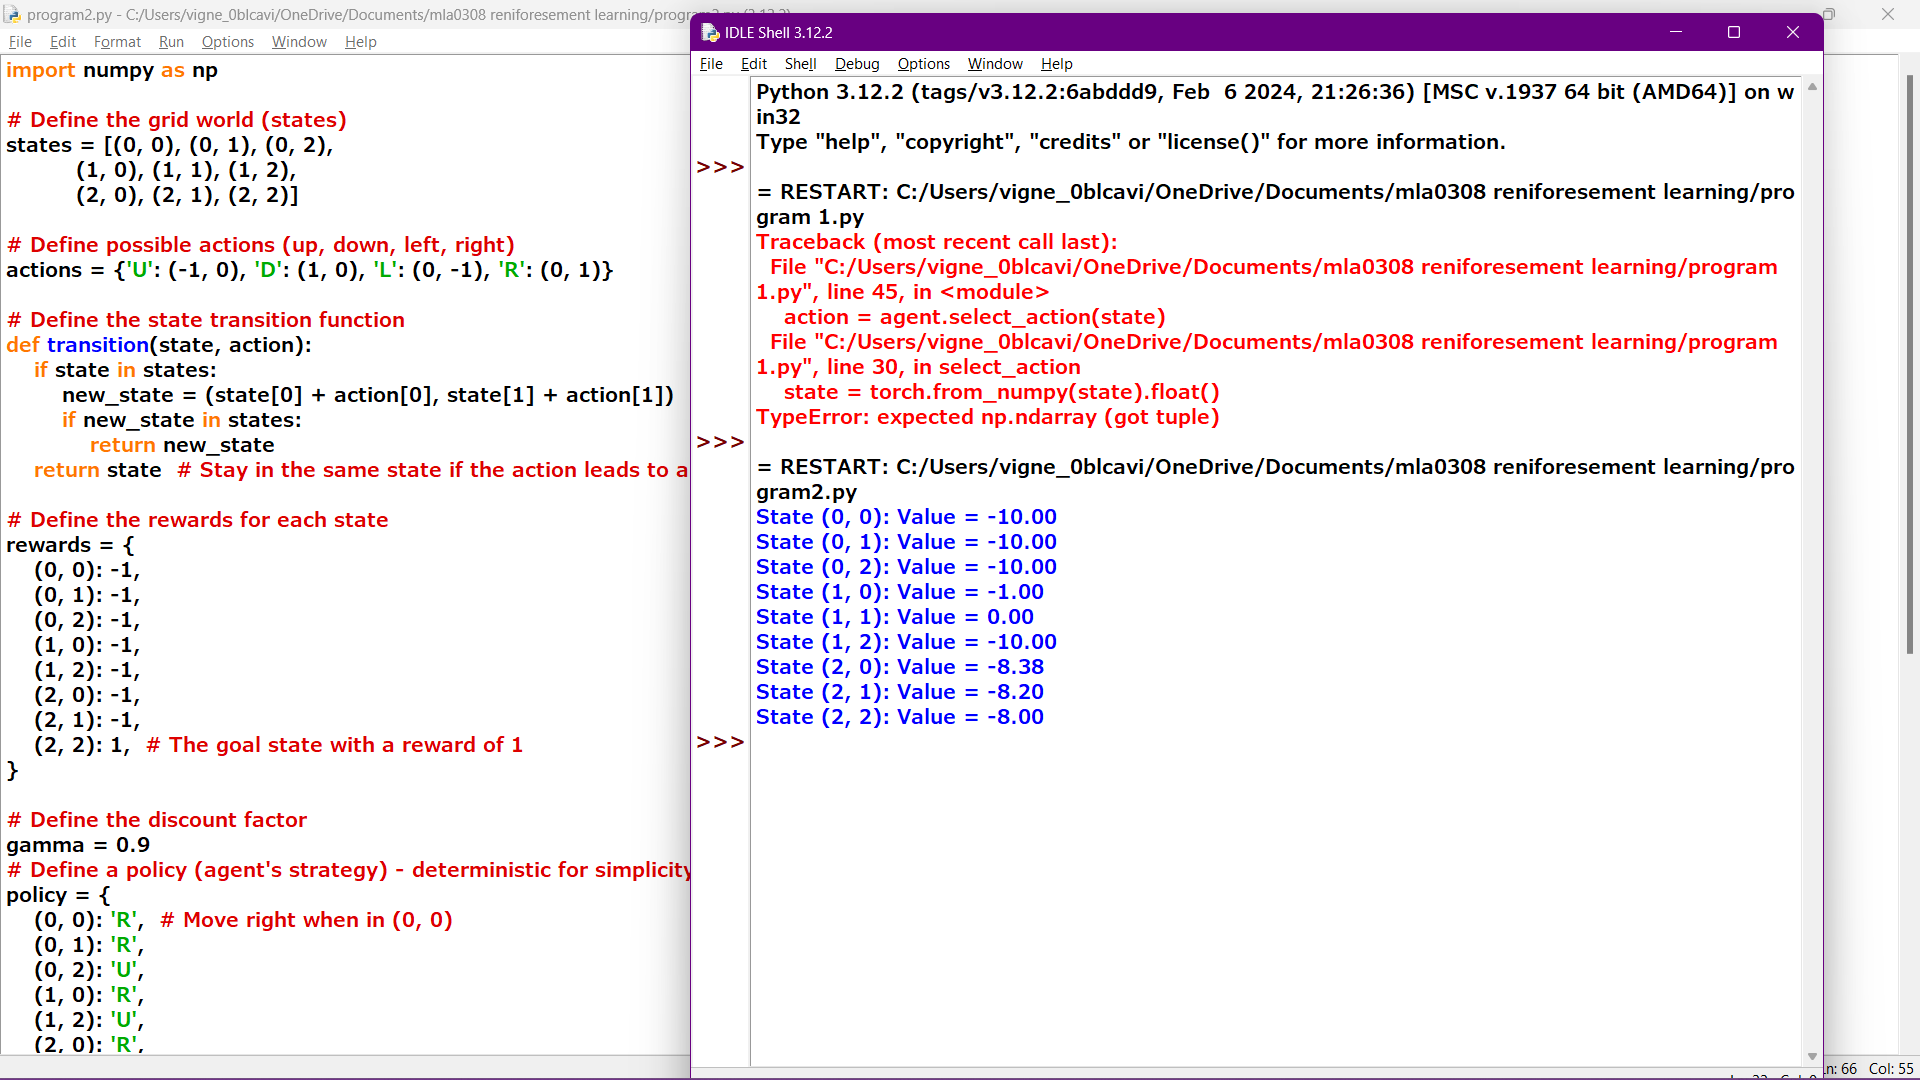 program2.py - C:/Users/vigne_0blcavi/OneDrive/Documents/mla0308 reniforesement learning/
File Edit Format Run Options Window Help
import numpy as np
# Define the grid world (states)
states = [(0, 0), (0, 1), (0, 2),
(1, 0), (1, 1), (1, 2),
(2, 0), (2, 1), (2, 2)]
# Define possible actions (up, down, left, right)
actions = {'U': (-1, 0), 'D': (1, 0), 'L': (0, -1), 'R': (0, 1)}
# Define the state transition function
def transition(state, action):
if state in states:
new_state = (state[0] + action[0], state[1] + action[1])
if new_state in states:
return new_state
return state # Stay in the same state if the action leads to a
# Define the rewards for each state
rewards = {
(0, 0): -1,
(0, 1): -1,
(0, 2): -1,
(1, 0): -1,
(1, 2): -1,
(2, 0): -1,
(2, 1): -1,
(2, 2): 1, # The goal state with a reward of 1
}
# Define the discount factor
gamma = 0.9
# Define a policy (agent's strategy) - deterministic for simplicity
policy = {
(0, 0): 'R', # Move right when in (0, 0)
(0, 1): 'R',
(0, 2): 'U',
(1, 0): 'R',
(1, 2): 'U',
(2, 0): 'R',
IDLE Shell 3.12.2
File Edit Shell Debug Options Window Help
Python 3.12.2 (tags/v3.12.2:6abddd9, Feb  6 2024, 21:26:36) [MSC v.1937 64 bit (AMD64)] on w
in32
Type "help", "copyright", "credits" or "license()" for more information.
>>>
= RESTART: C:/Users/vigne_0blcavi/OneDrive/Documents/mla0308 reniforesement learning/pro
gram 1.py
Traceback (most recent call last):
File "C:/Users/vigne_0blcavi/OneDrive/Documents/mla0308 reniforesement learning/program
1.py", line 45, in <module>
action = agent.select_action(state)
File "C:/Users/vigne_0blcavi/OneDrive/Documents/mla0308 reniforesement learning/program
1.py", line 30, in select_action
state = torch.from_numpy(state).float()
TypeError: expected np.ndarray (got tuple)
>>>
= RESTART: C:/Users/vigne_0blcavi/OneDrive/Documents/mla0308 reniforesement learning/pro
gram2.py
State (0, 0): Value = -10.00
State (0, 1): Value = -10.00
State (0, 2): Value = -10.00
State (1, 0): Value = -1.00
State (1, 1): Value = 0.00
State (1, 2): Value = -10.00
State (2, 0): Value = -8.38
State (2, 1): Value = -8.20
State (2, 2): Value = -8.00
>>>
Ln: 66 Col: 55